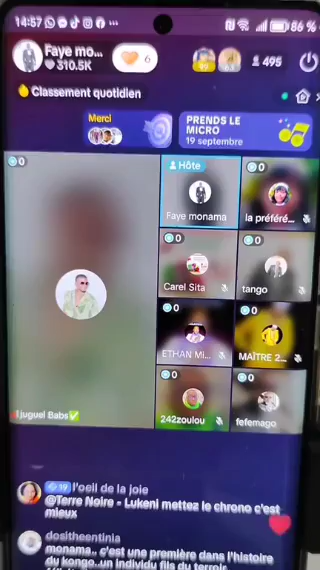 14:57
86 %
Faye mo...
310.5K
6
99
63
495
Classement quotidien
Merci
PRENDS LE
MICRO
19 septembre
0
Hôte
Faye monama
0
la préféré...
0
Carel Sita
0
tango
0
ETHAN MI...
0
MAÎTRE 2...
0
242zoulou
0
fefemago
juguel Babs✅
19 l'oeil de la joie
@Terre Noire - Lukeni mettez le chrono c'est
mieux
dositheentinia
monama.. c'est une première dans l'histoire
du kongo..un individu fils du terroir